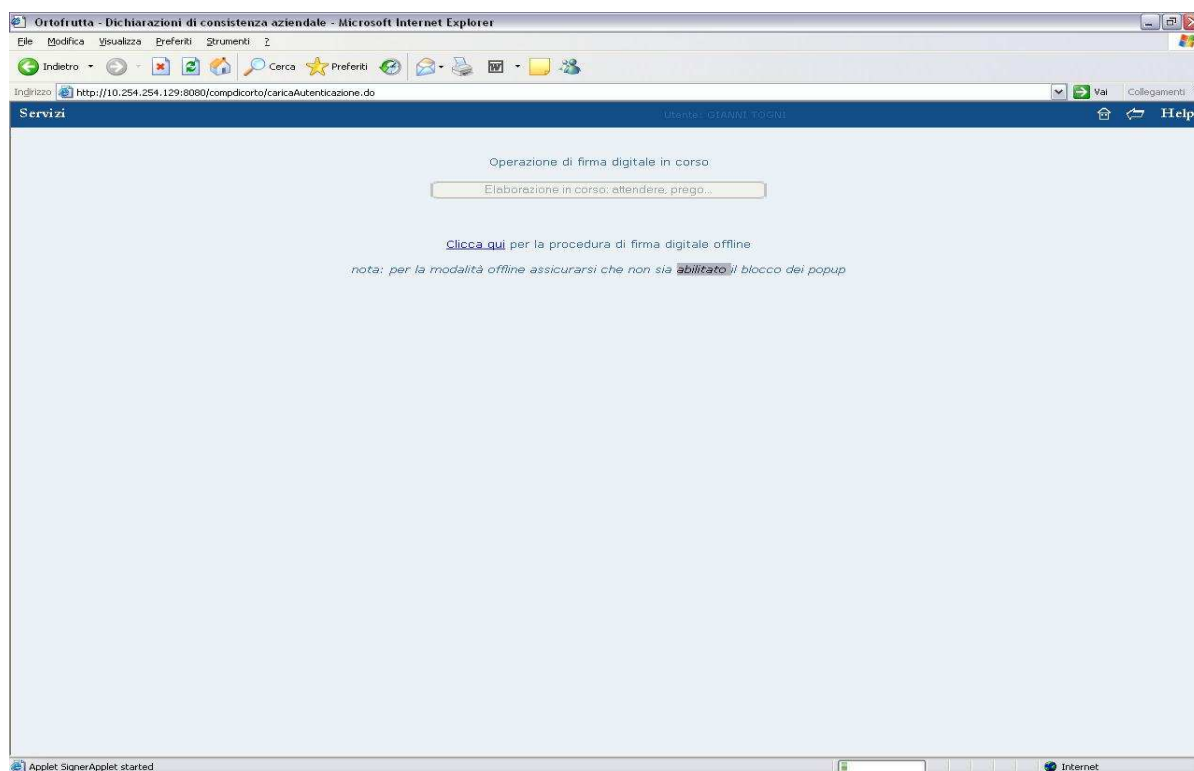 Ortofrutta - Dichiarazioni di consistenza aziendale - Microsoft Internet Explorer
File Modifica Visualizza Preferiti Strumenti ?
Indietro Cerca Preferiti
Indirizzo http://10.254.254.129:8080/compdicorto/caricaAutenticazione.do Vai Collegamenti
Servizi Utente: GIANNI TOGNI Help
Operazione di firma digitale in corso
Elaborazione in corso: attendere, prego...
Clicca qui per la procedura di firma digitale offline
nota: per la modalità offline assicurarsi che non sia abilitato il blocco dei popup
Applet SignerApplet started Internet